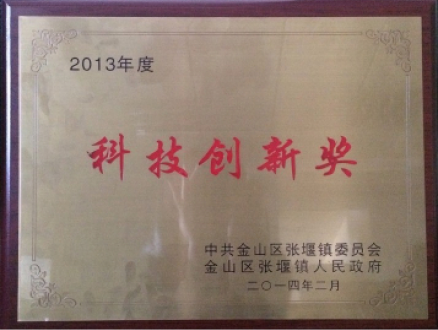 2013年度
科技创新奖
中共金山区张堰镇委员会
金山区张堰镇人民政府
二〇一四年二月